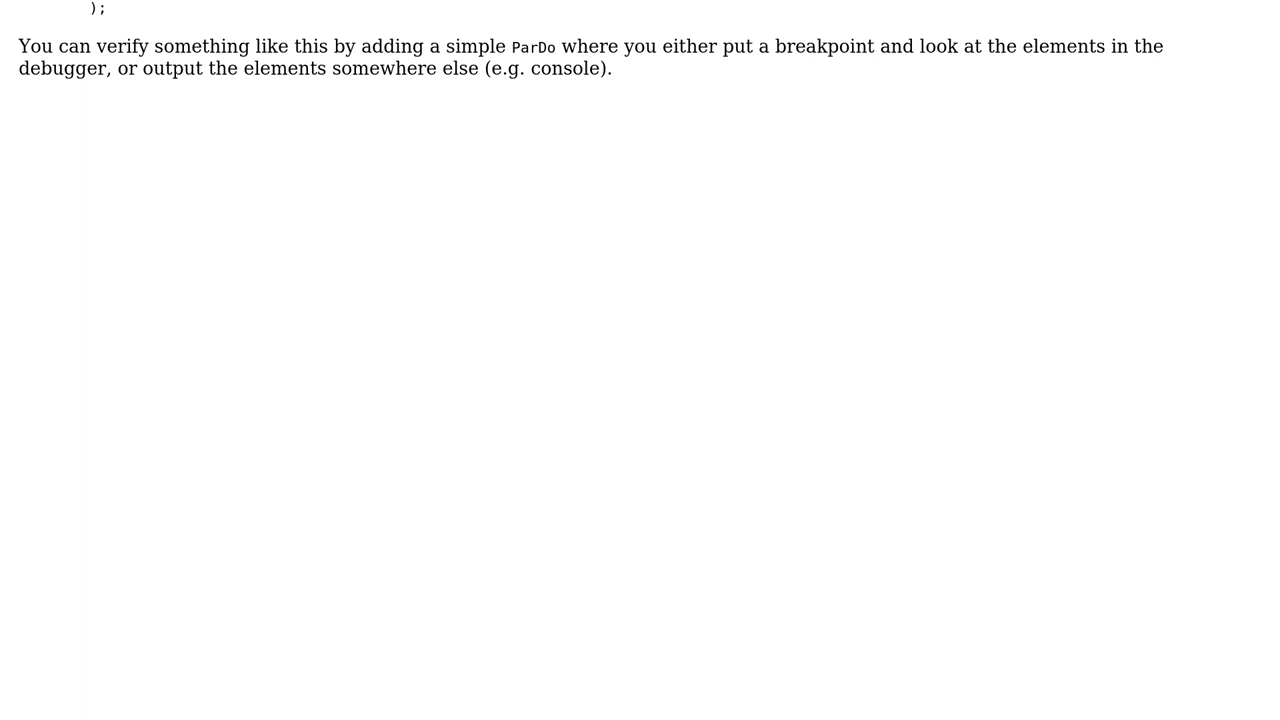 );
You can verify something like this by adding a simple ParDo where you either put a breakpoint and look at the elements in the
debugger, or output the elements somewhere else (e.g. console).